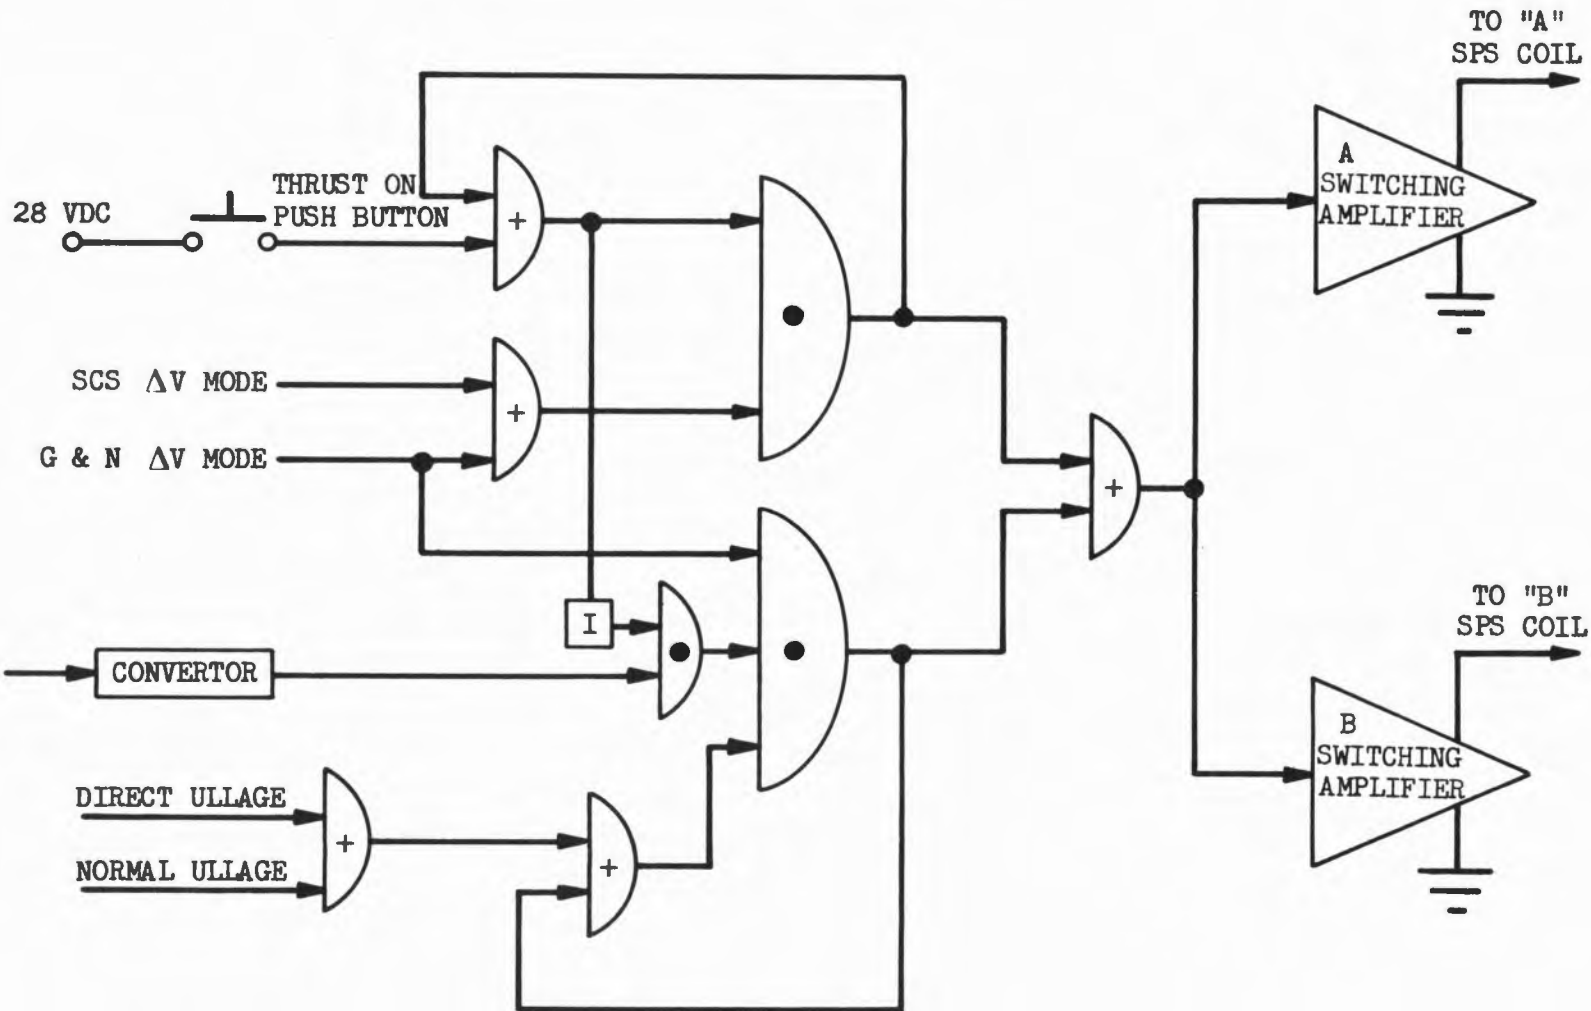 TO "A"
SPS COIL
A
SWITCHING
AMPLIFIER
THRUST ON
PUSH BUTTON
28 VDC
+
SCS ΔV MODE
+
G & N ΔV MODE
+
I
CONVERTOR
TO "B"
SPS COIL
B
SWITCHING
AMPLIFIER
DIRECT ULLAGE
+
NORMAL ULLAGE
+